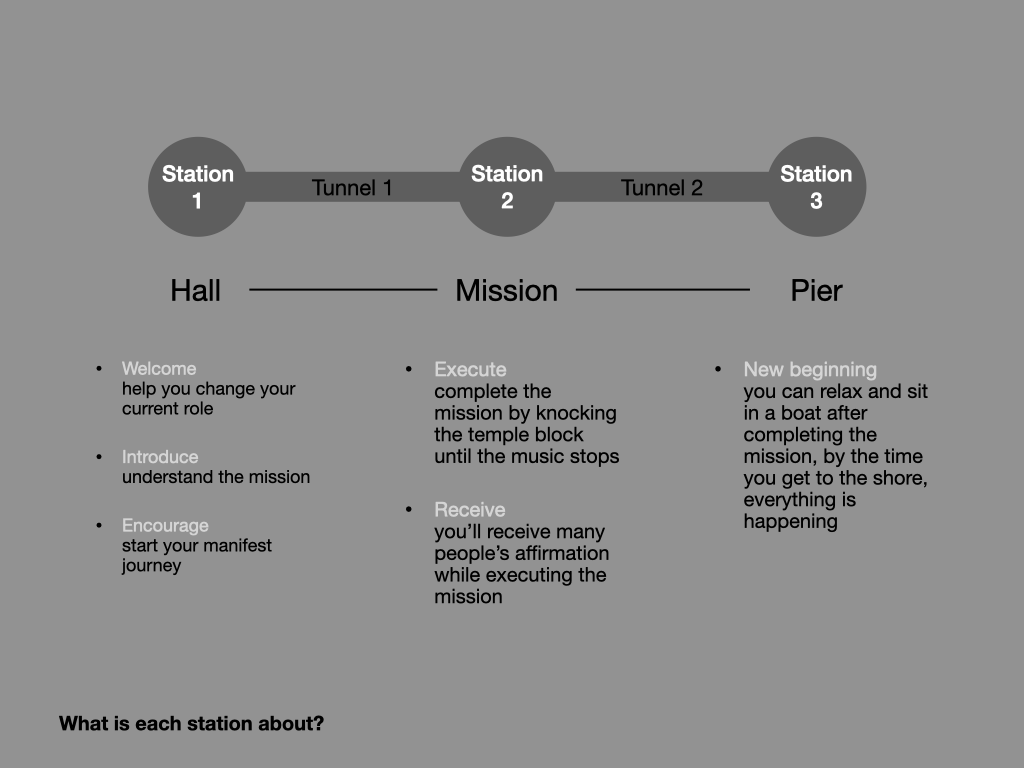 Station
1
Tunnel 1
Station
2
Tunnel 2
Station
3
Hall
Mission
Pier
• Welcome
help you change your
current role
• Introduce
understand the mission
• Encourage
start your manifest
journey
• Execute
complete the
mission by knocking
the temple block
until the music stops
• Receive
you’ll receive many
people’s affirmation
while executing the
mission
• New beginning
you can relax and sit
in a boat after
completing the
mission, by the time
you get to the shore,
everything is
happening
What is each station about?